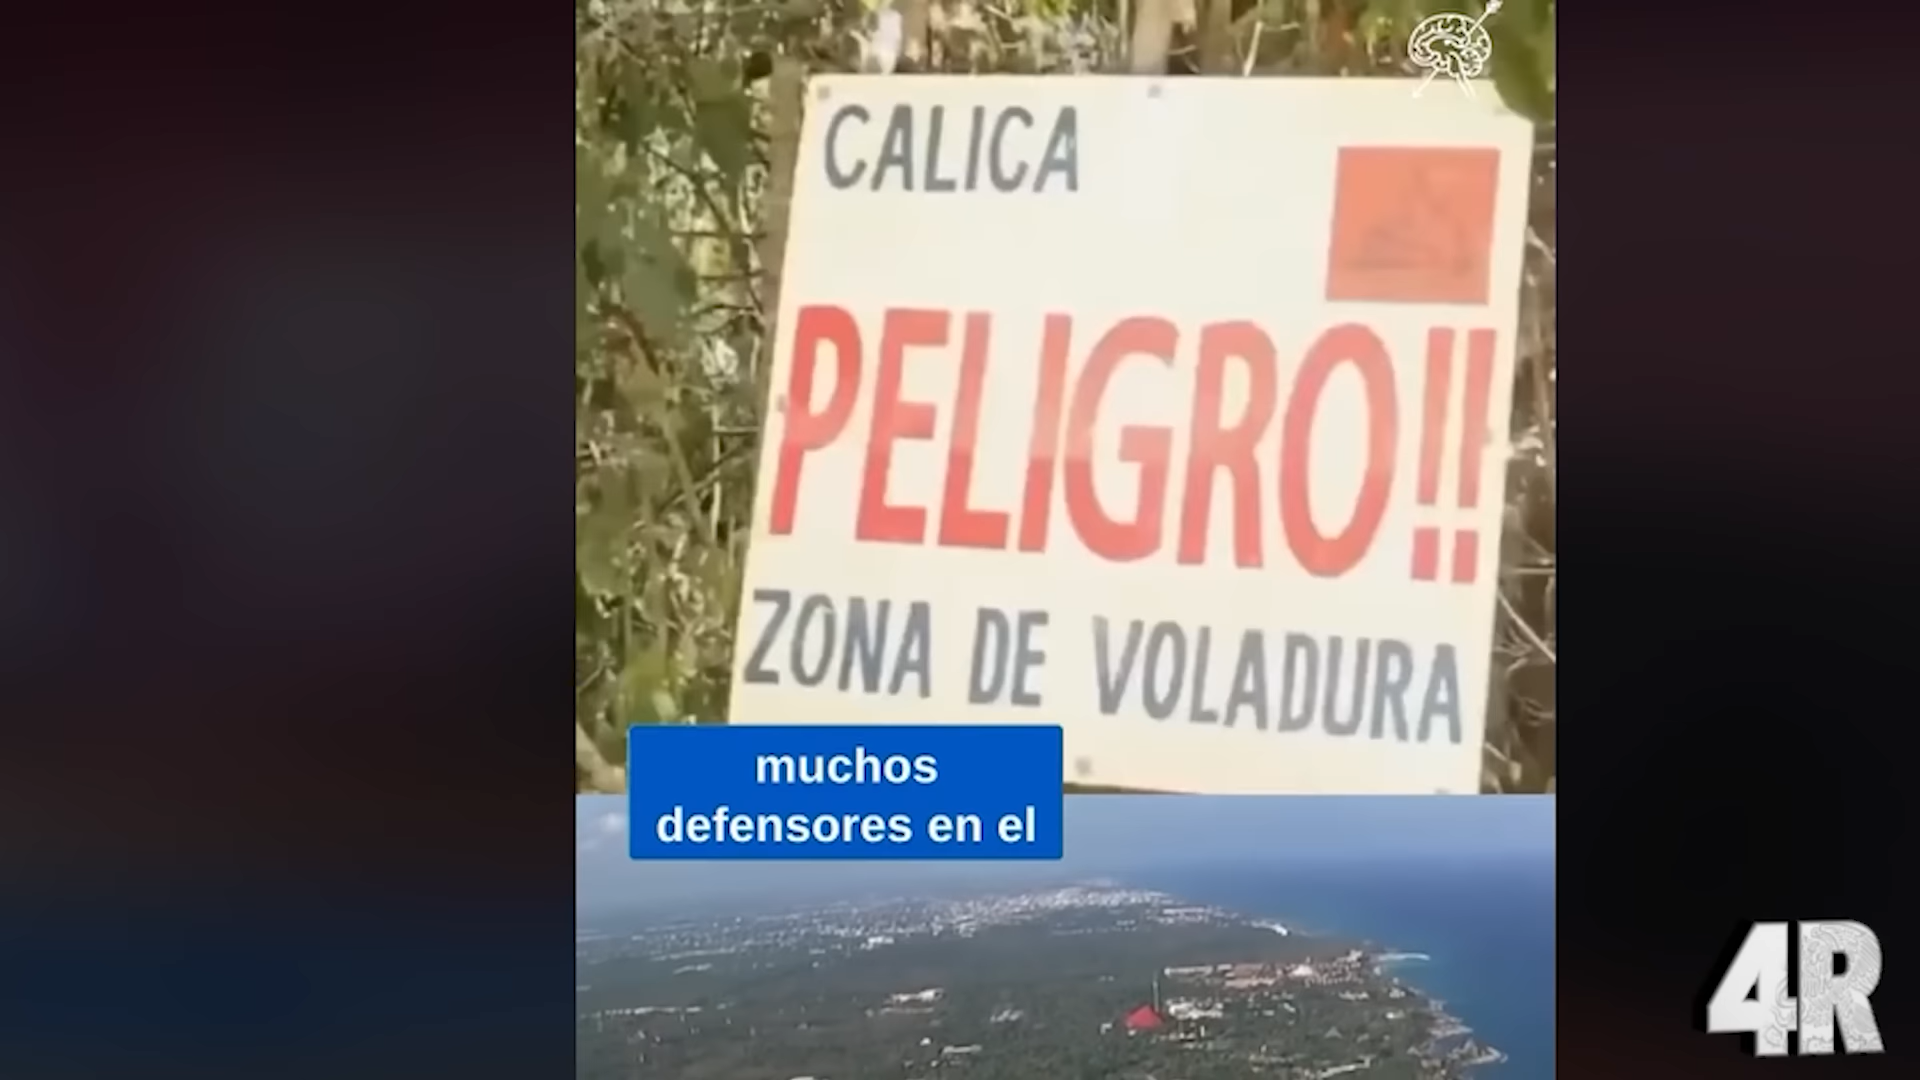 CALICA
PELIGRO!!
ZONA DE VOLADURA
muchos
defensores en el
4R